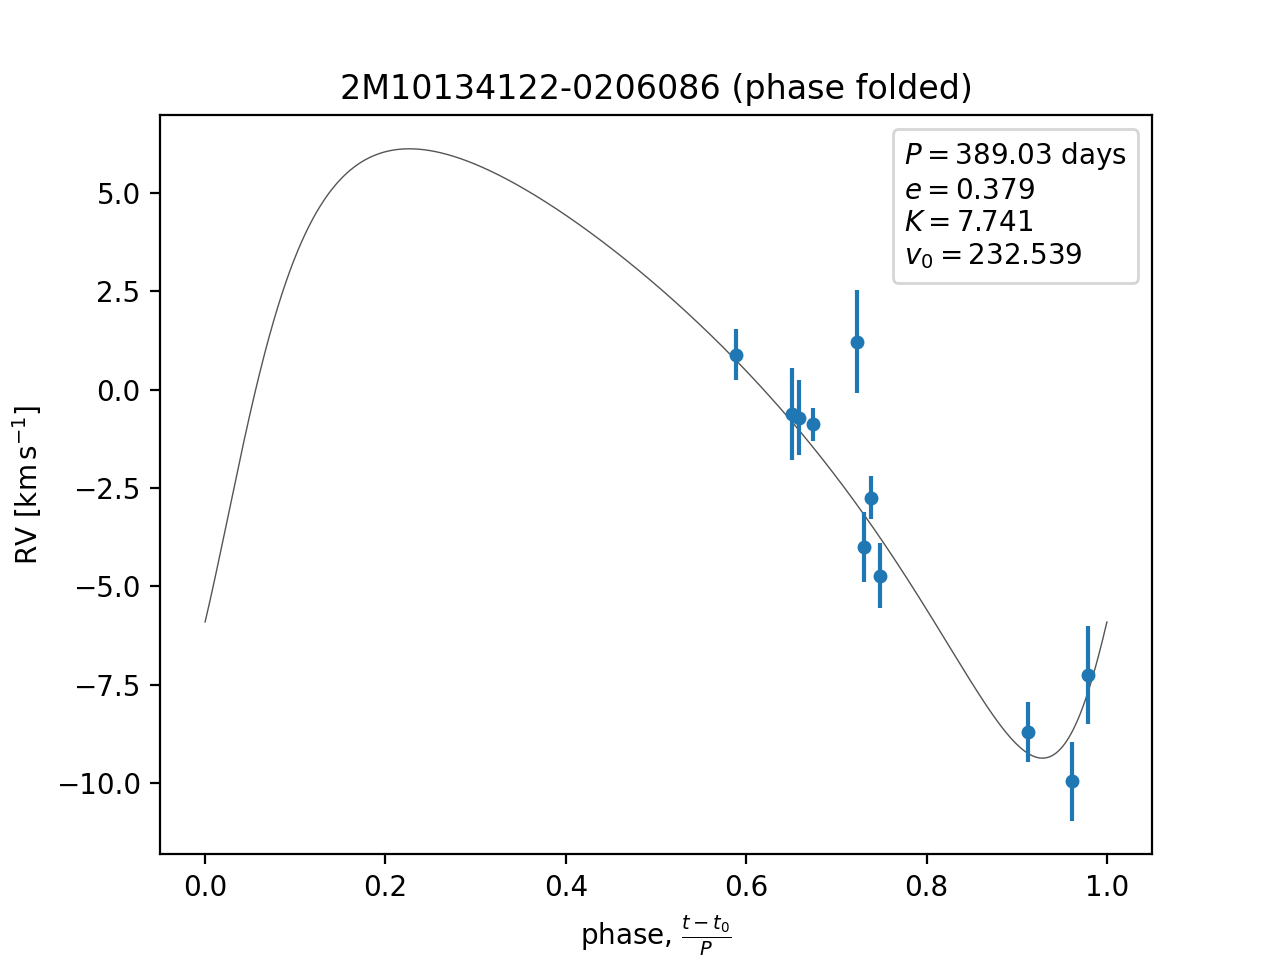 2M10134122-0206086 (phase folded)
P = 389.03 days
e = 0.379
K = 7.741
v₀ = 232.539
5.0
2.5
0.0
−2.5
−5.0
−7.5
−10.0
RV [km s⁻¹]
0.0 0.2 0.4 0.6 0.8 1.0
phase, (t − t₀)/P